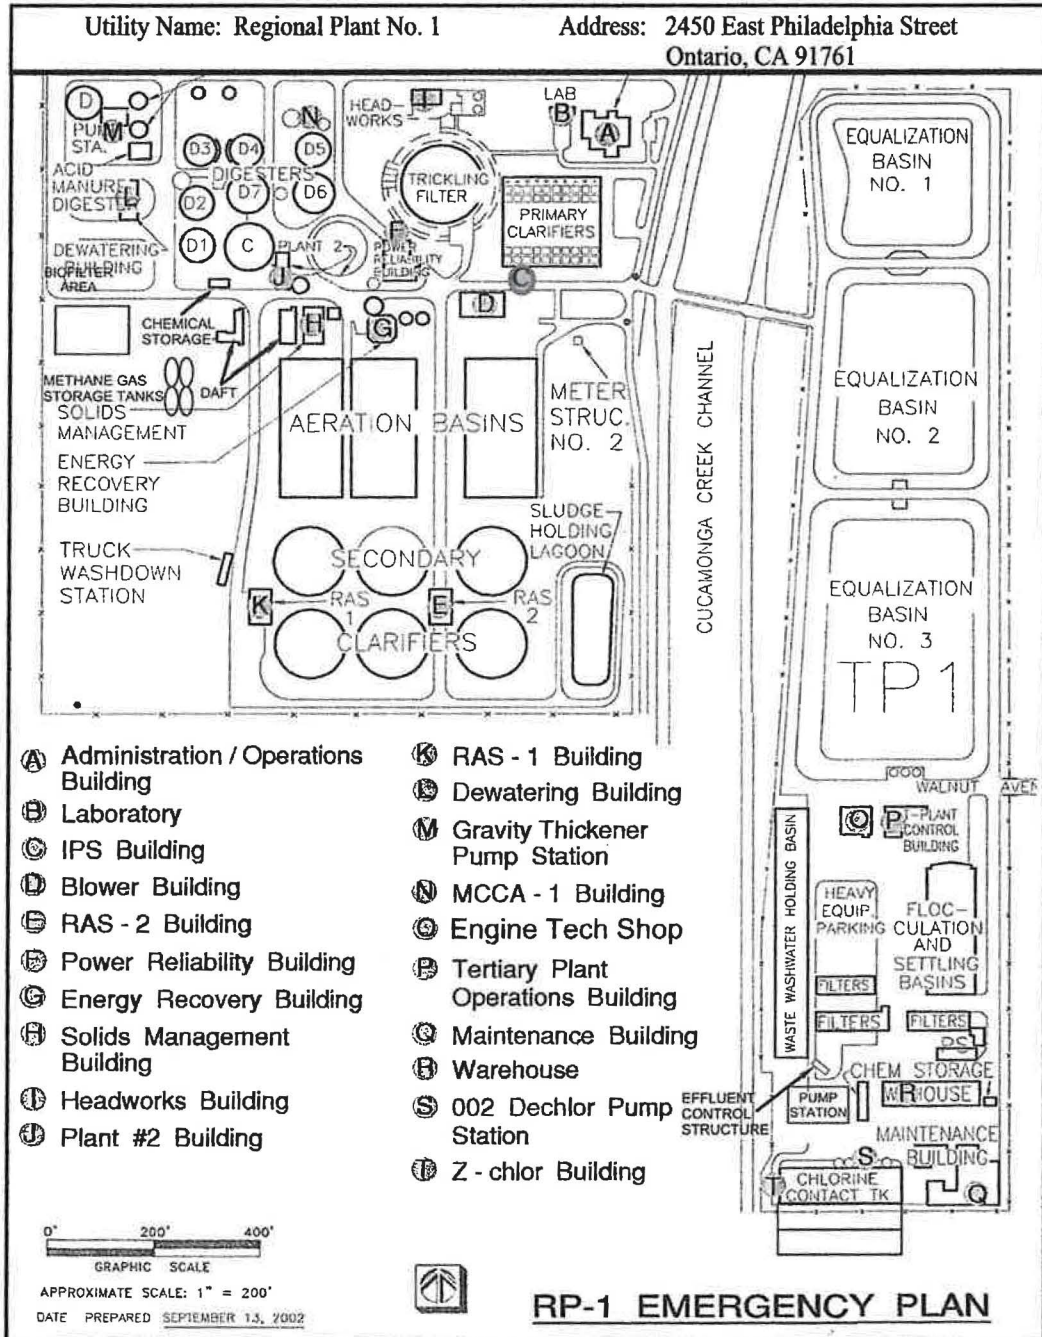 Utility Name: Regional Plant No. 1
Address: 2450 East Philadelphia Street
Ontario, CA 91761
D
PUMP
M
STA.
ACID
MANURE
DIGESTER
L
DEWATERING
BUILDING
BIOFILTER
AREA
N
D3
D4
D5
DIGESTERS
D2
D7
D6
D1
C
PLANT 2
J
HEAD-
WORKS
I
TRICKLING
FILTER
F
POWER
RELIABILITY
BUILDING
LAB
B
A
PRIMARY
CLARIFIERS
C
D
CHEMICAL
STORAGE
H
G
METHANE GAS
STORAGE TANKS
DAFT
SOLIDS
MANAGEMENT
ENERGY
RECOVERY
BUILDING
AERATION BASINS
METER
STRUC.
NO. 2
TRUCK
WASHDOWN
STATION
SECONDARY
CLARIFIERS
K
RAS
1
E
RAS
2
SLUDGE
HOLDING
LAGOON
CUCAMONGA CREEK CHANNEL
EQUALIZATION
BASIN
NO. 1
EQUALIZATION
BASIN
NO. 2
EQUALIZATION
BASIN
NO. 3
TP1
WALNUT AVEN
O
P
T-PLANT
CONTROL
BUILDING
WASTE WASHWATER HOLDING BASIN
HEAVY
EQUIP.
PARKING
FLOC-
CULATION
AND
SETTLING
BASINS
FILTERS
FILTERS
FILTERS
PS
CHEM STORAGE
R
EFFLUENT
CONTROL
STRUCTURE
PUMP
STATION
MAINTENANCE
BUILDING
S
T
CHLORINE
CONTACT TK
Q
A Administration / Operations
Building
B Laboratory
C IPS Building
D Blower Building
E RAS - 2 Building
F Power Reliability Building
G Energy Recovery Building
H Solids Management
Building
I Headworks Building
J Plant #2 Building
K RAS - 1 Building
L Dewatering Building
M Gravity Thickener
Pump Station
N MCCA - 1 Building
O Engine Tech Shop
P Tertiary Plant
Operations Building
Q Maintenance Building
R Warehouse
S 002 Dechlor Pump
Station
T Z - chlor Building
0' 200' 400'
GRAPHIC SCALE
APPROXIMATE SCALE: 1" = 200'
DATE PREPARED SEPTEMBER 13, 2002
RP-1 EMERGENCY PLAN